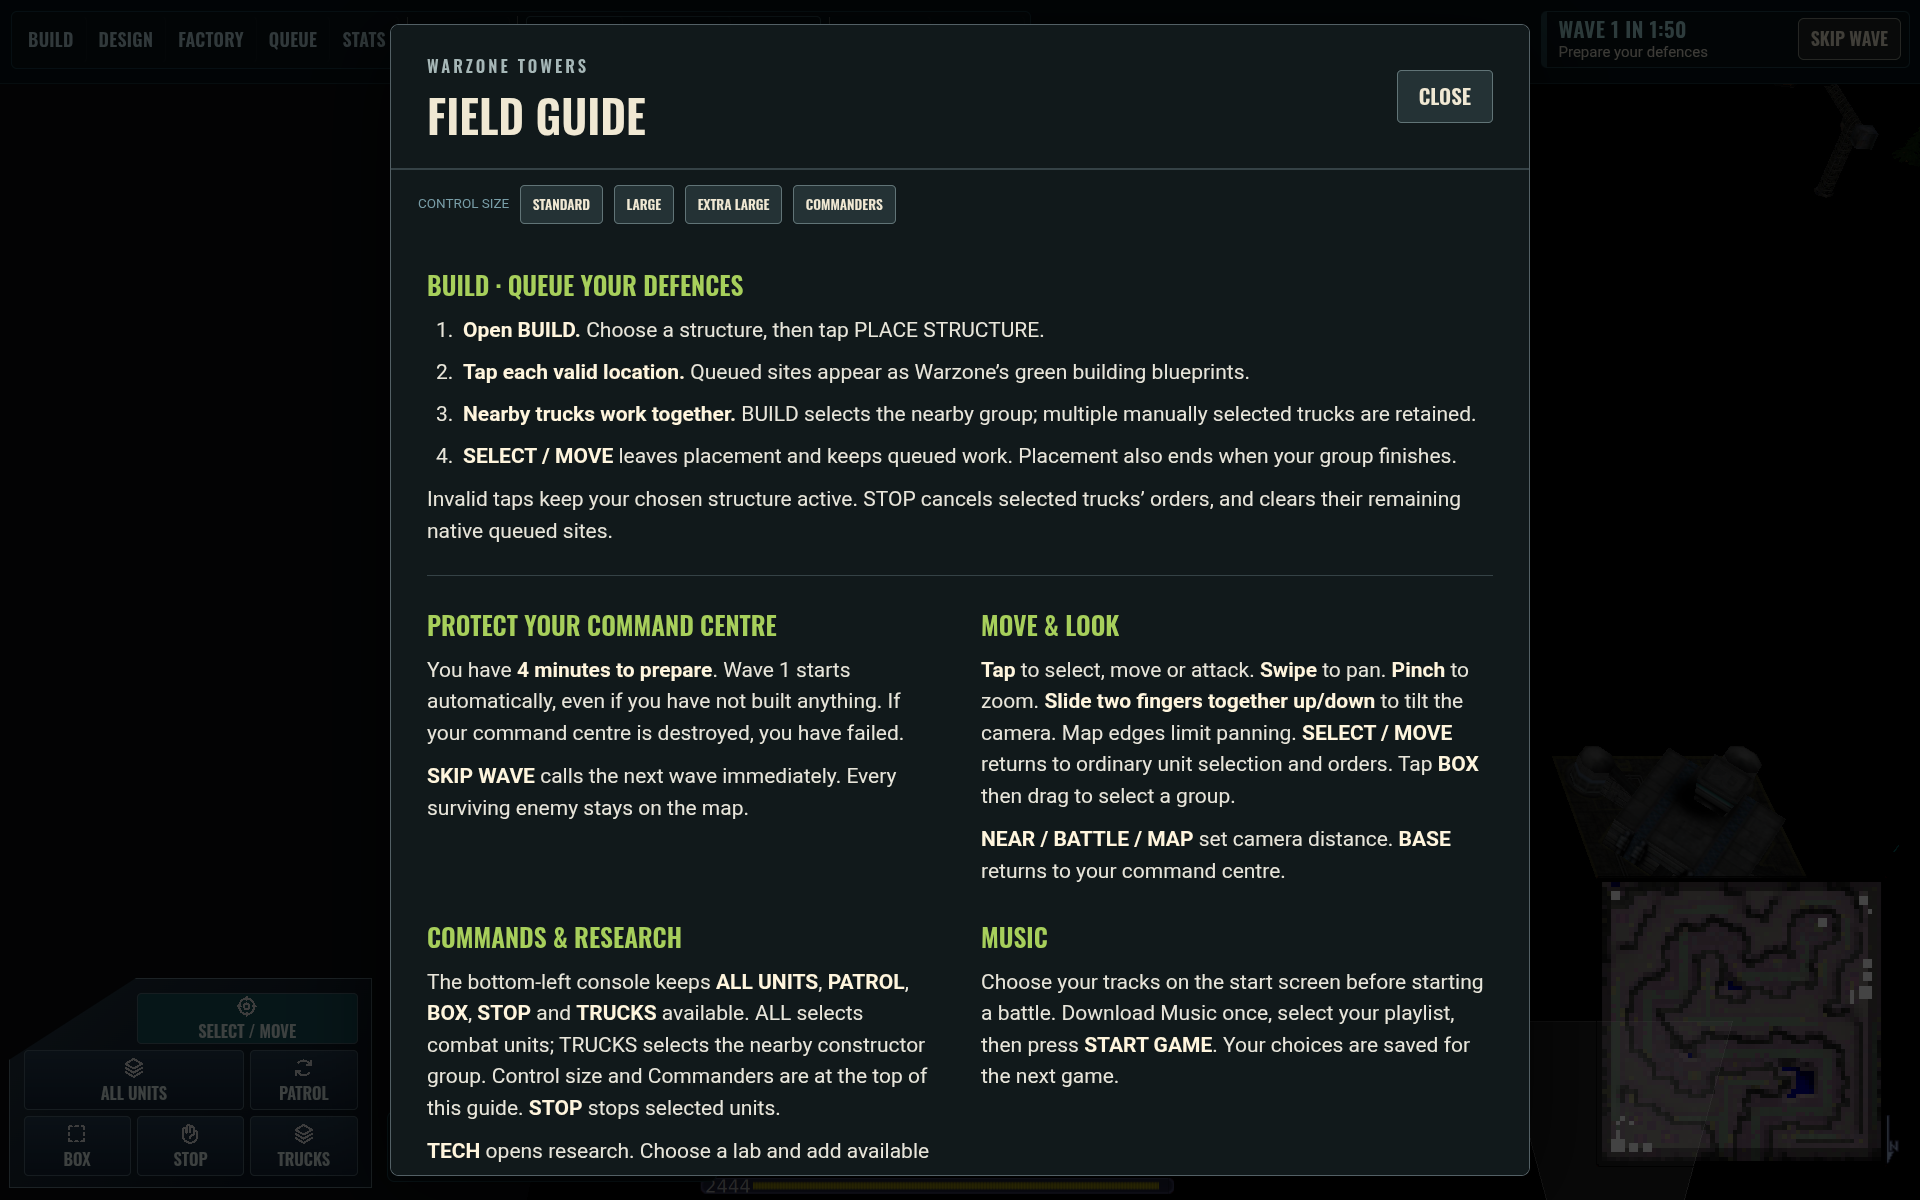 BUILD DESIGN FACTORY QUEUE STATS
WAVE 1 IN 1:50
Prepare your defences
SKIP WAVE
WARZONE TOWERS
FIELD GUIDE
CLOSE
CONTROL SIZE STANDARD LARGE EXTRA LARGE COMMANDERS
BUILD · QUEUE YOUR DEFENCES
1. Open BUILD. Choose a structure, then tap PLACE STRUCTURE.
2. Tap each valid location. Queued sites appear as Warzone’s green building blueprints.
3. Nearby trucks work together. BUILD selects the nearby group; multiple manually selected trucks are retained.
4. SELECT / MOVE leaves placement and keeps queued work. Placement also ends when your group finishes.
Invalid taps keep your chosen structure active. STOP cancels selected trucks’ orders, and clears their remaining
native queued sites.
PROTECT YOUR COMMAND CENTRE
You have 4 minutes to prepare. Wave 1 starts
automatically, even if you have not built anything. If
your command centre is destroyed, you have failed.
SKIP WAVE calls the next wave immediately. Every
surviving enemy stays on the map.
MOVE & LOOK
Tap to select, move or attack. Swipe to pan. Pinch to
zoom. Slide two fingers together up/down to tilt the
camera. Map edges limit panning. SELECT / MOVE
returns to ordinary unit selection and orders. Tap BOX
then drag to select a group.
NEAR / BATTLE / MAP set camera distance. BASE
returns to your command centre.
COMMANDS & RESEARCH
The bottom-left console keeps ALL UNITS, PATROL,
BOX, STOP and TRUCKS available. ALL selects
combat units; TRUCKS selects the nearby constructor
group. Control size and Commanders are at the top of
this guide. STOP stops selected units.
TECH opens research. Choose a lab and add available
MUSIC
Choose your tracks on the start screen before starting
a battle. Download Music once, select your playlist,
then press START GAME. Your choices are saved for
the next game.
SELECT / MOVE
ALL UNITS PATROL
BOX STOP TRUCKS
2444
N